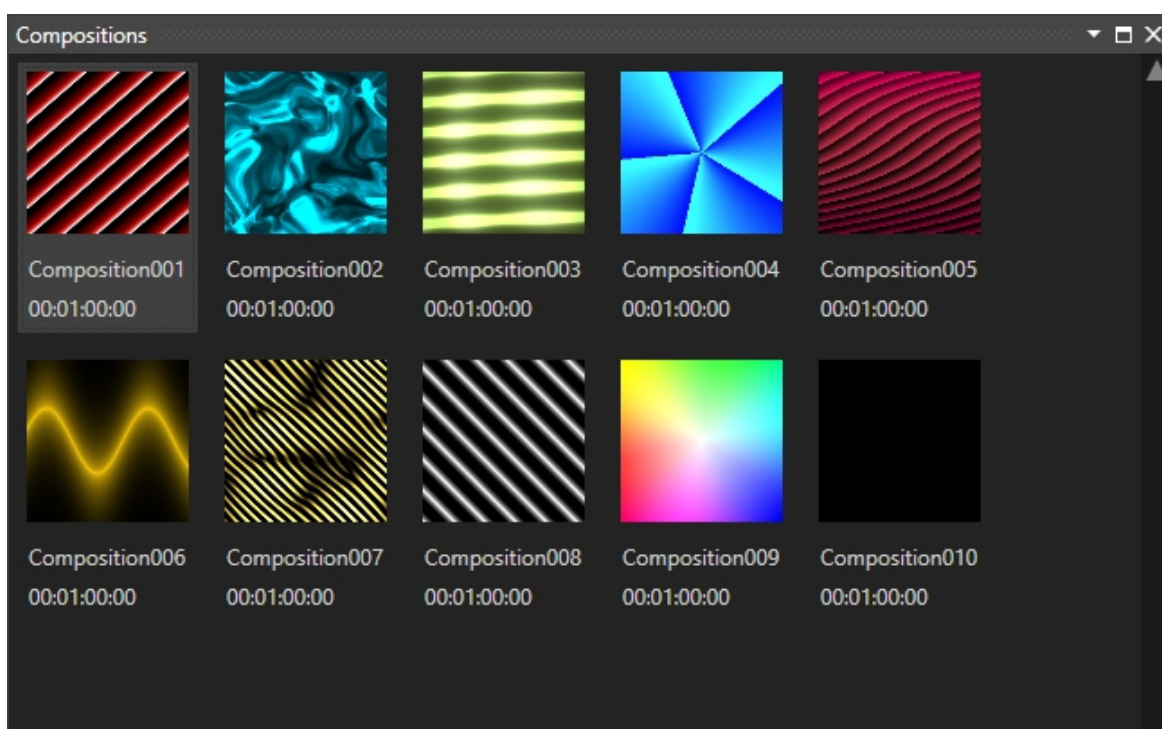 Compositions
Composition001 Composition002 Composition003 Composition004 Composition005
00:01:00:00 00:01:00:00 00:01:00:00 00:01:00:00 00:01:00:00
Composition006 Composition007 Composition008 Composition009 Composition010
00:01:00:00 00:01:00:00 00:01:00:00 00:01:00:00 00:01:00:00